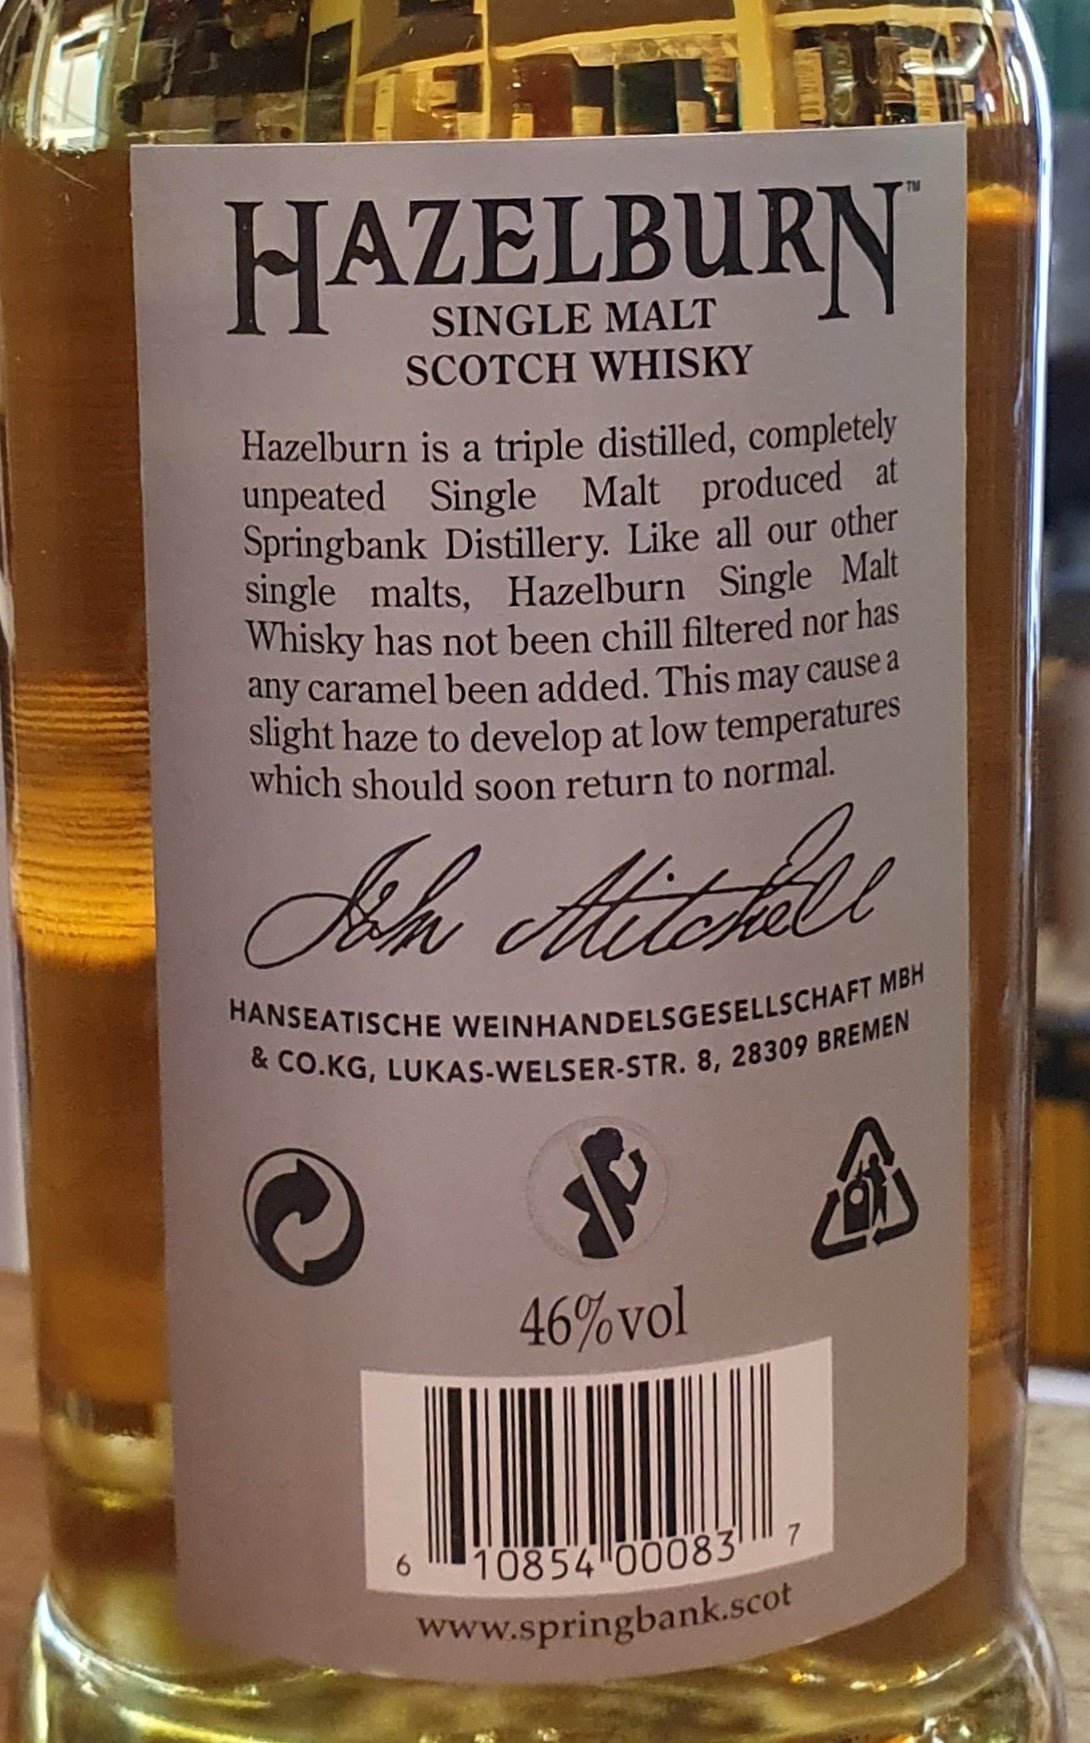 HAZELBURN™
SINGLE MALT
SCOTCH WHISKY
Hazelburn is a triple distilled, completely
unpeated Single Malt produced at
Springbank Distillery. Like all our other
single malts, Hazelburn Single Malt
Whisky has not been chill filtered nor has
any caramel been added. This may cause a
slight haze to develop at low temperatures
which should soon return to normal.
John Mitchell
HANSEATISCHE WEINHANDELSGESELLSCHAFT MBH
& CO.KG, LUKAS-WELSER-STR. 8, 28309 BREMEN
46%vol
6 10854 00083 7
www.springbank.scot